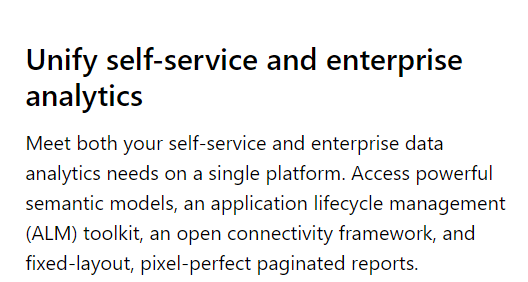 Unify self-service and enterprise
analytics
Meet both your self-service and enterprise data
analytics needs on a single platform. Access powerful
semantic models, an application lifecycle management
(ALM) toolkit, an open connectivity framework, and
fixed-layout, pixel-perfect paginated reports.